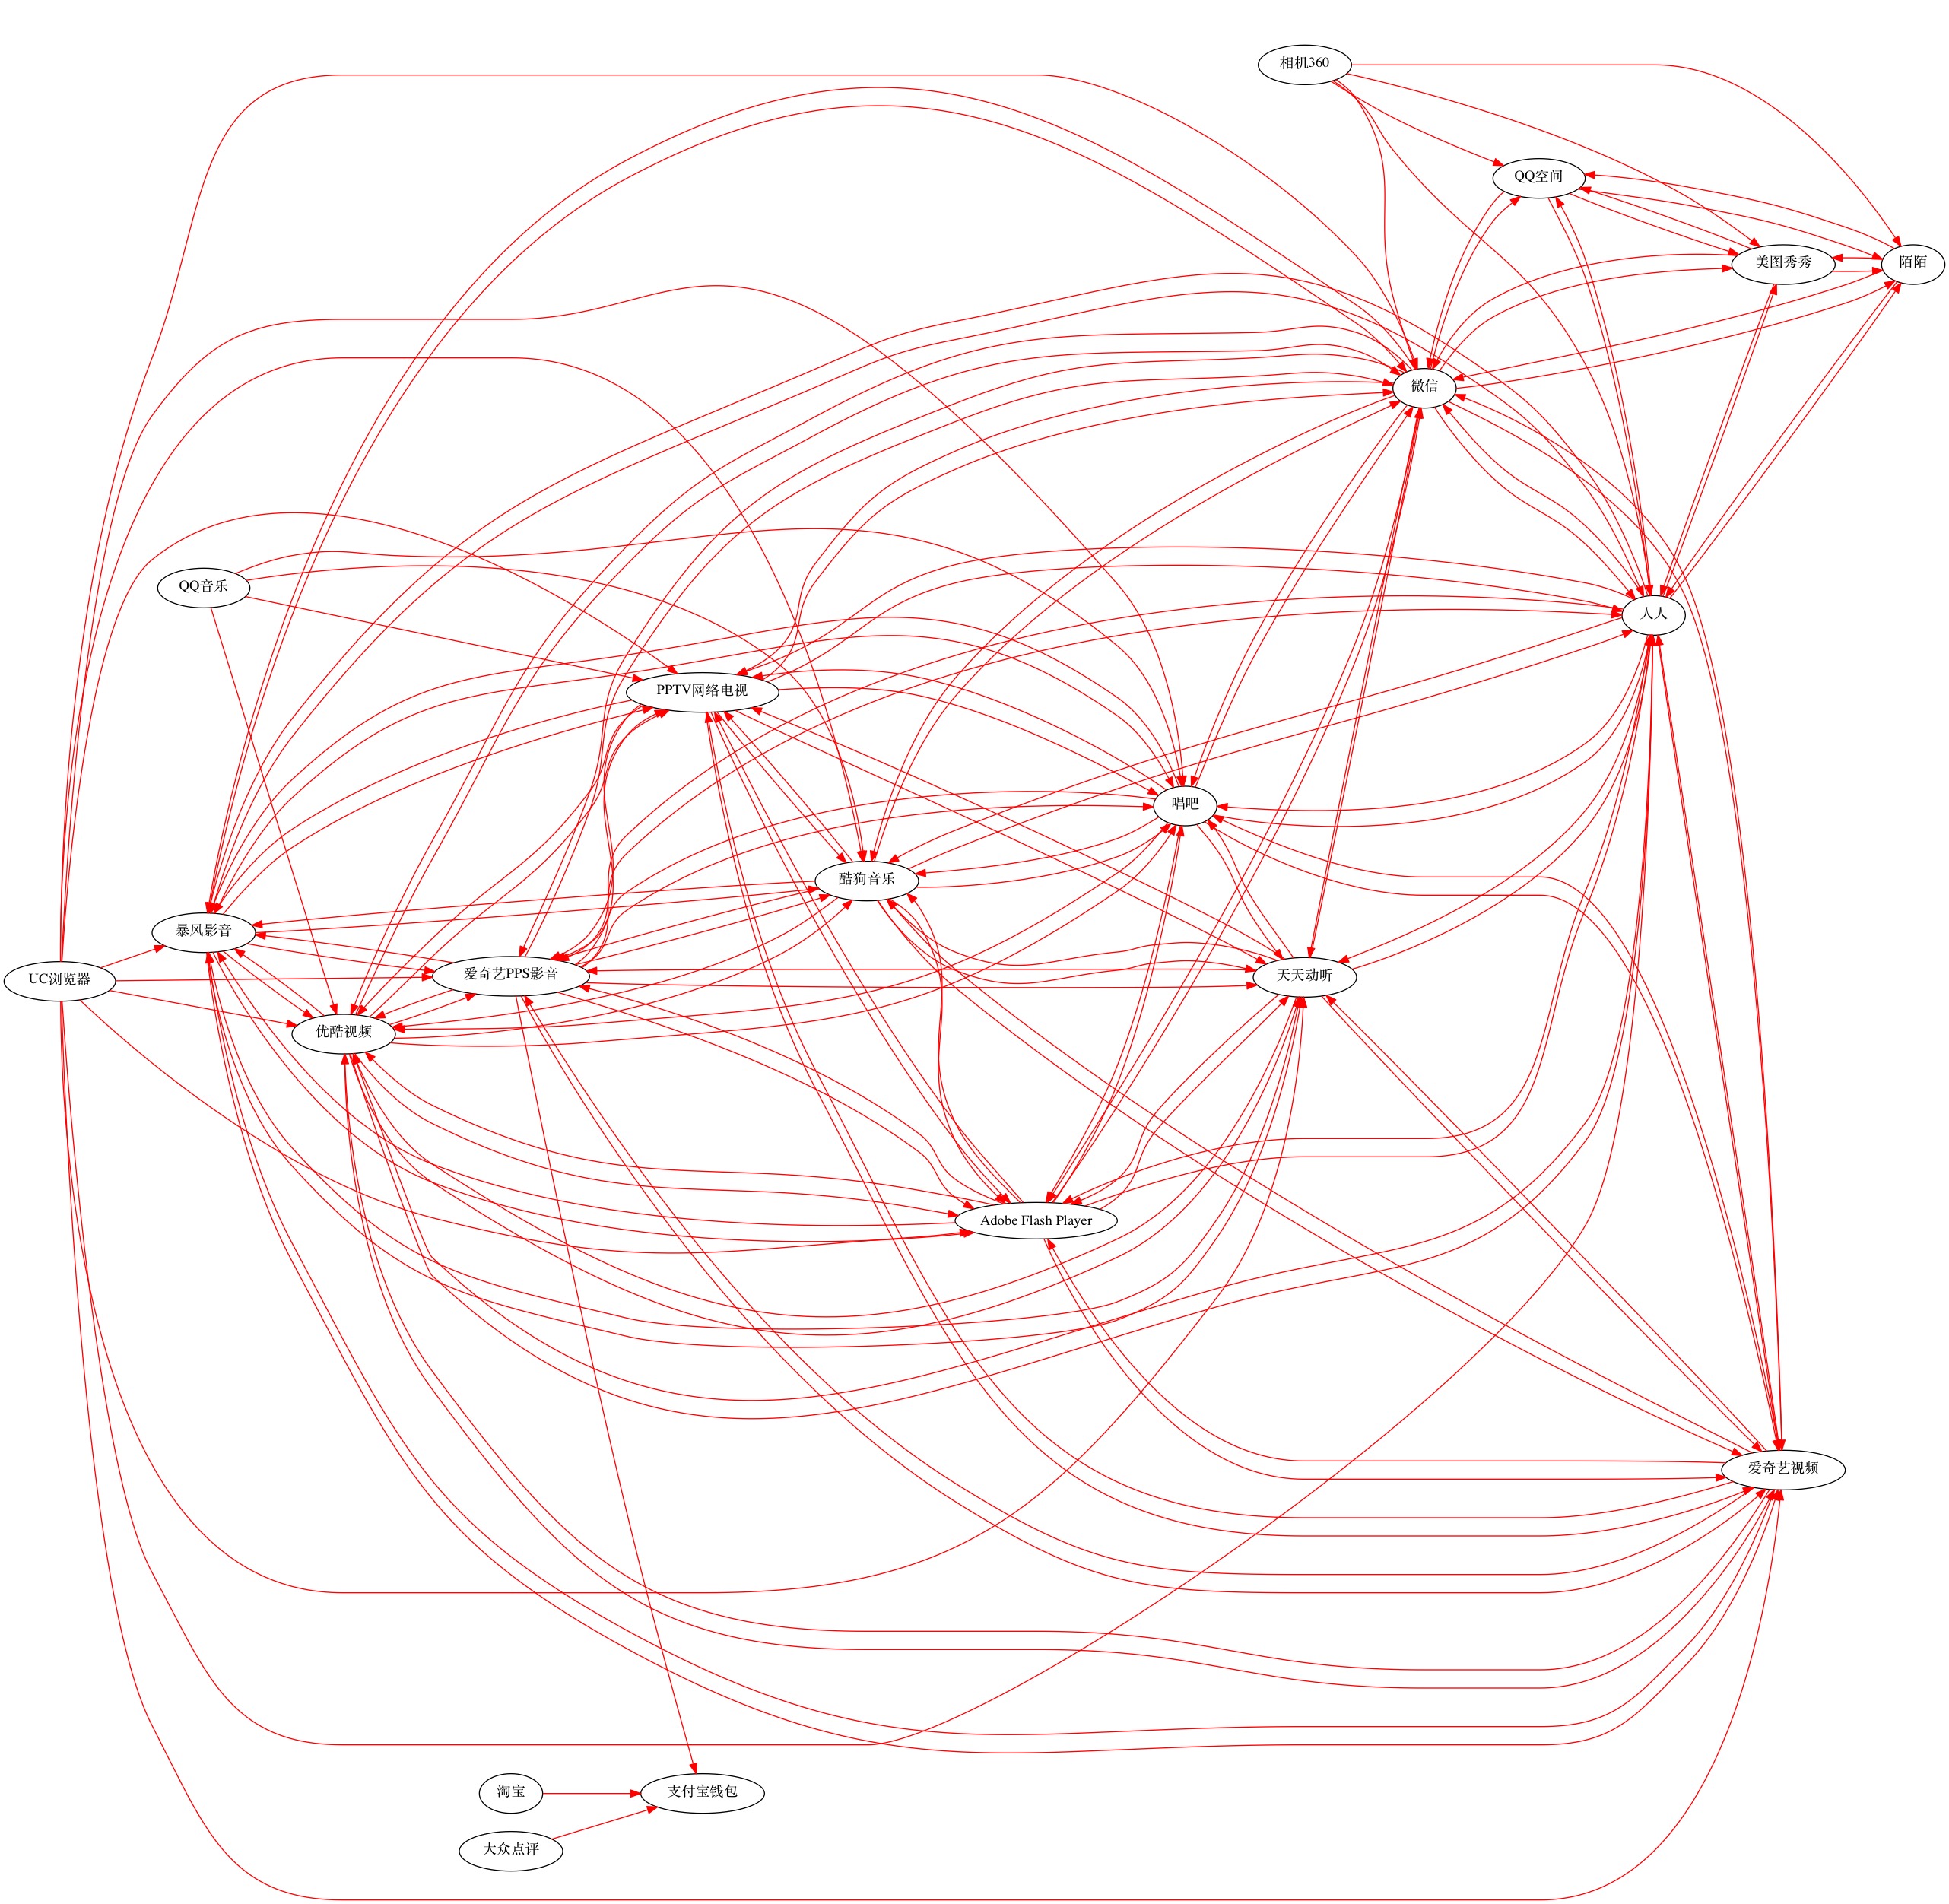 相机360
QQ空间
美图秀秀
陌陌
微信
QQ音乐
人人
PPTV网络电视
唱吧
酷狗音乐
暴风影音
UC浏览器
爱奇艺PPS影音
天天动听
优酷视频
Adobe Flash Player
爱奇艺视频
淘宝
支付宝钱包
大众点评